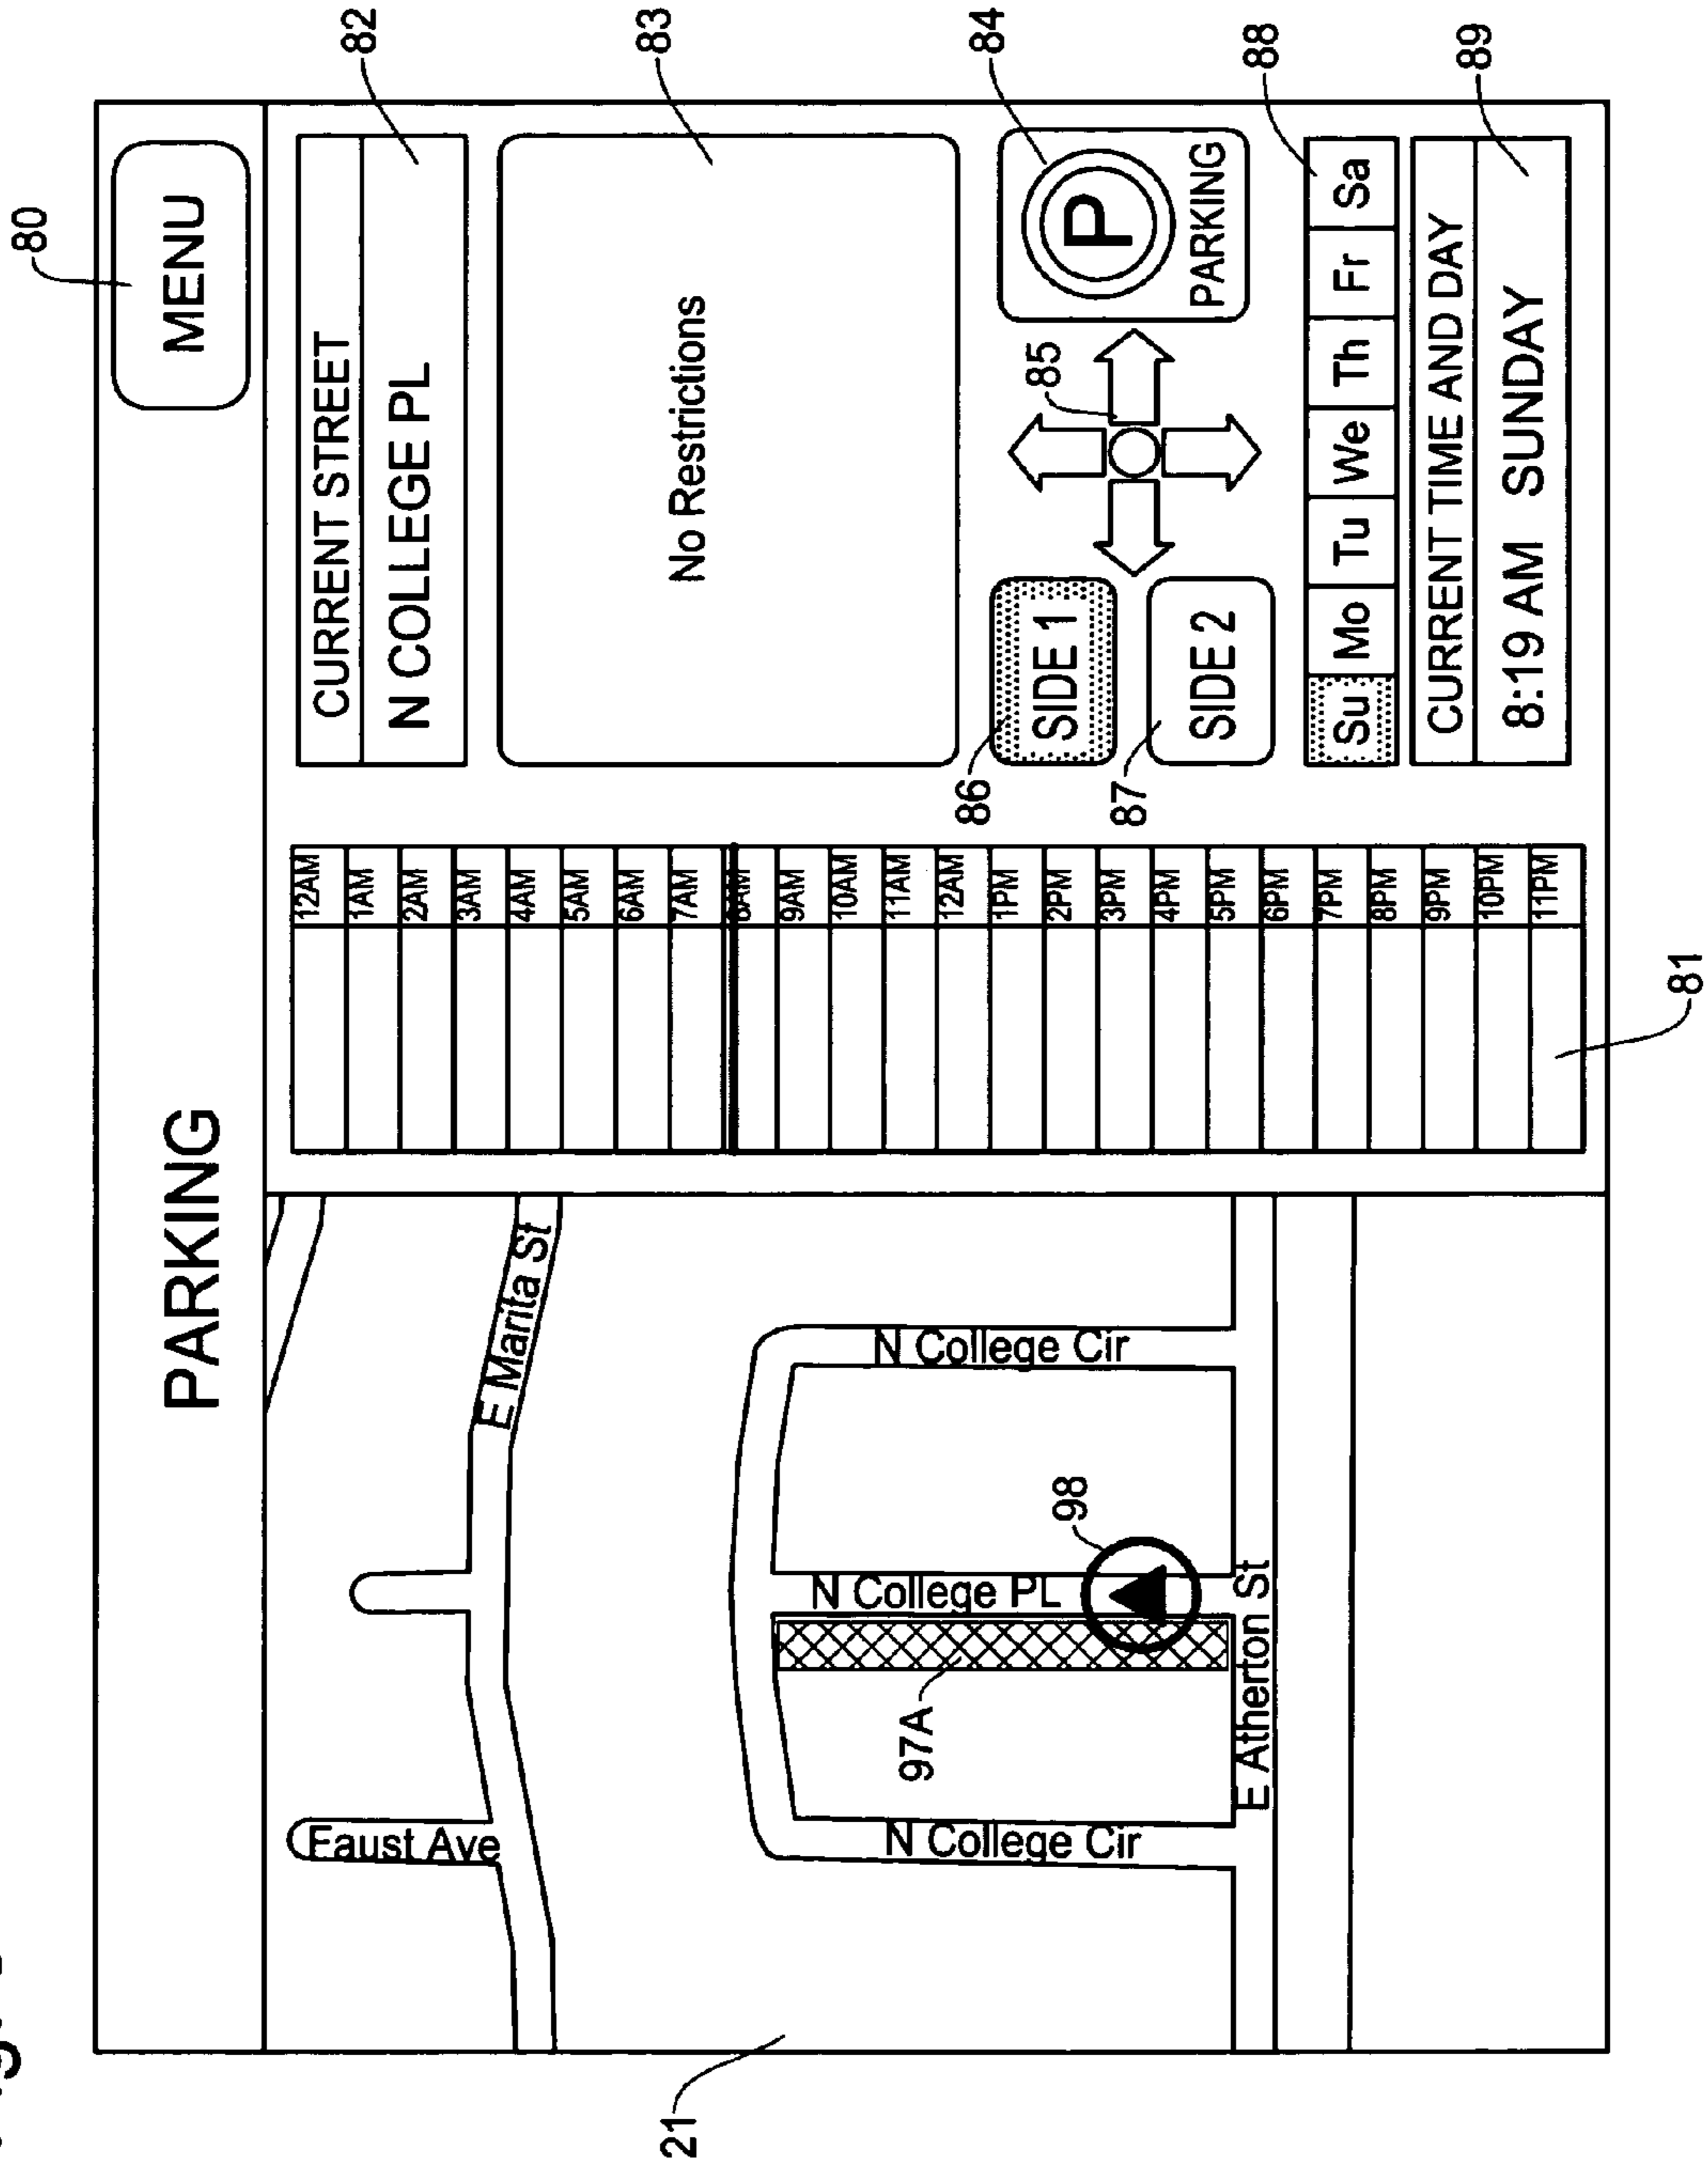 PARKING
MENU
80
CURRENT STREET
N COLLEGE PL
82
No Restrictions
83
84
P
PARKING
85
86
SIDE 1
87
SIDE 2
88
Su Mo Tu We Th Fr Sa
CURRENT TIME AND DAY
8:19 AM SUNDAY
89
12AM
1AM
2AM
3AM
4AM
5AM
6AM
7AM
8AM
9AM
10AM
11AM
12AM
1PM
2PM
3PM
4PM
5PM
6PM
7PM
8PM
9PM
10PM
11PM
81
Faust Ave
E Marita St
N College Cir
97A
N College PL
98
N College Cir
E Atherton St
21